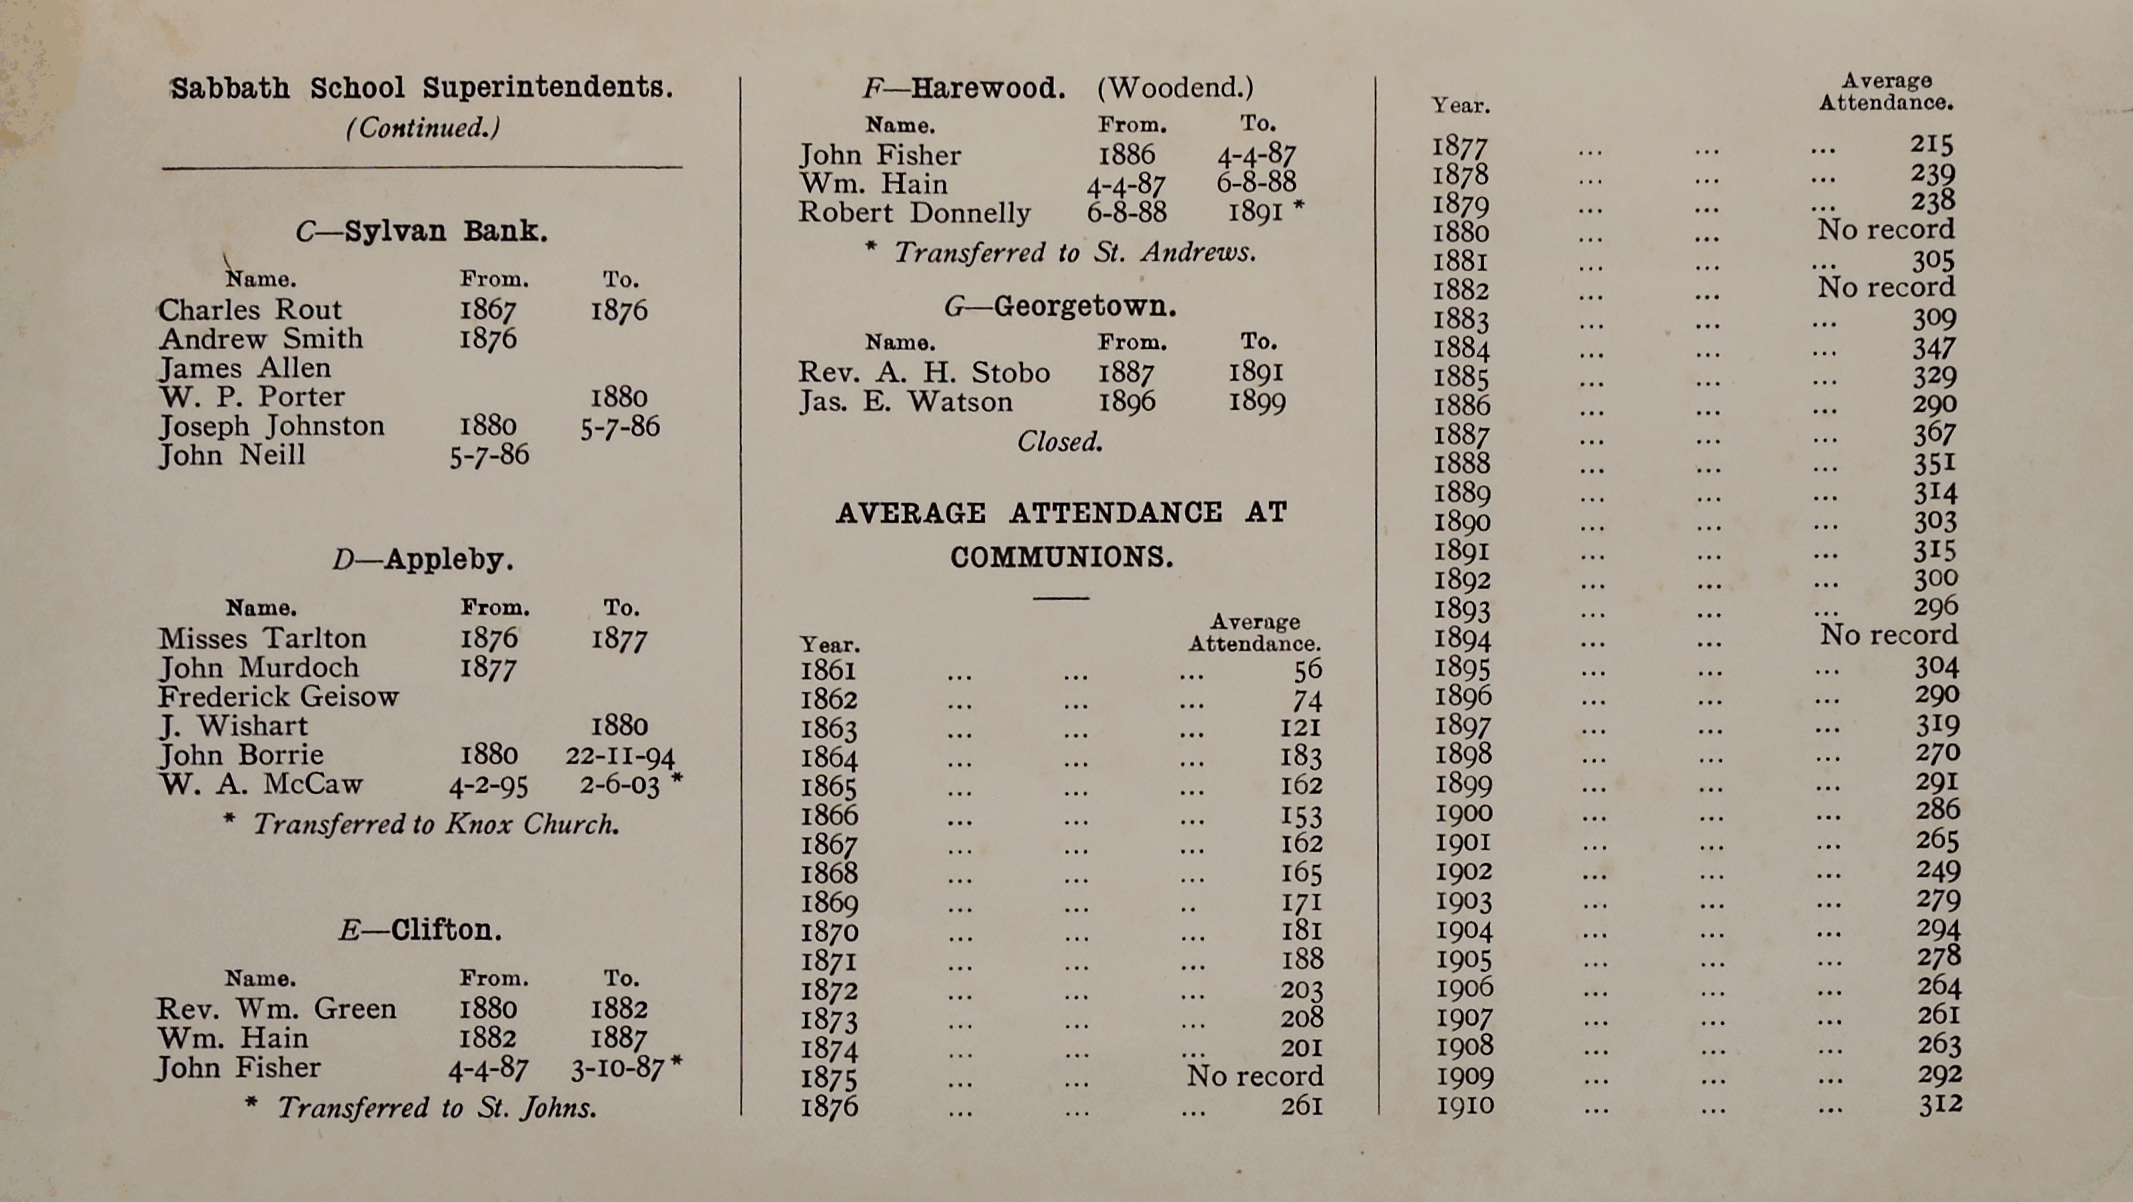 Sabbath School Superintendents.
(Continued.)
C—Sylvan Bank.
Name. From. To.
Charles Rout 1867 1876
Andrew Smith 1876
James Allen
W. P. Porter 1880
Joseph Johnston 1880 5-7-86
John Neill 5-7-86
D—Appleby.
Name. From. To.
Misses Tarlton 1876 1877
John Murdoch 1877
Frederick Geisow
J. Wishart 1880
John Borrie 1880 22-11-94
W. A. McCaw 4-2-95 2-6-03 *
* Transferred to Knox Church.
E—Clifton.
Name. From. To.
Rev. Wm. Green 1880 1882
Wm. Hain 1882 1887
John Fisher 4-4-87 3-10-87 *
* Transferred to St. Johns.
F—Harewood. (Woodend.)
Name. From. To.
John Fisher 1886 4-4-87
Wm. Hain 4-4-87 6-8-88
Robert Donnelly 6-8-88 1891 *
* Transferred to St. Andrews.
G—Georgetown.
Name. From. To.
Rev. A. H. Stobo 1887 1891
Jas. E. Watson 1896 1899
Closed.
AVERAGE ATTENDANCE AT
COMMUNIONS.
Average
Year. Attendance.
1861 ... ... ... 56
1862 ... ... ... 74
1863 ... ... ... 121
1864 ... ... ... 183
1865 ... ... ... 162
1866 ... ... ... 153
1867 ... ... ... 162
1868 ... ... ... 165
1869 ... ... .. 171
1870 ... ... ... 181
1871 ... ... ... 188
1872 ... ... ... 203
1873 ... ... ... 208
1874 ... ... ... 201
1875 ... ... No record
1876 ... ... ... 261
Average
Year. Attendance.
1877 ... ... ... 215
1878 ... ... ... 239
1879 ... ... ... 238
1880 ... ... No record
1881 ... ... ... 305
1882 ... ... No record
1883 ... ... ... 309
1884 ... ... ... 347
1885 ... ... ... 329
1886 ... ... ... 290
1887 ... ... ... 367
1888 ... ... ... 351
1889 ... ... ... 314
1890 ... ... ... 303
1891 ... ... ... 315
1892 ... ... ... 300
1893 ... ... ... 296
1894 ... ... No record
1895 ... ... ... 304
1896 ... ... ... 290
1897 ... ... ... 319
1898 ... ... ... 270
1899 ... ... ... 291
1900 ... ... ... 286
1901 ... ... ... 265
1902 ... ... ... 249
1903 ... ... ... 279
1904 ... ... ... 294
1905 ... ... ... 278
1906 ... ... ... 264
1907 ... ... ... 261
1908 ... ... ... 263
1909 ... ... ... 292
1910 ... ... ... 312